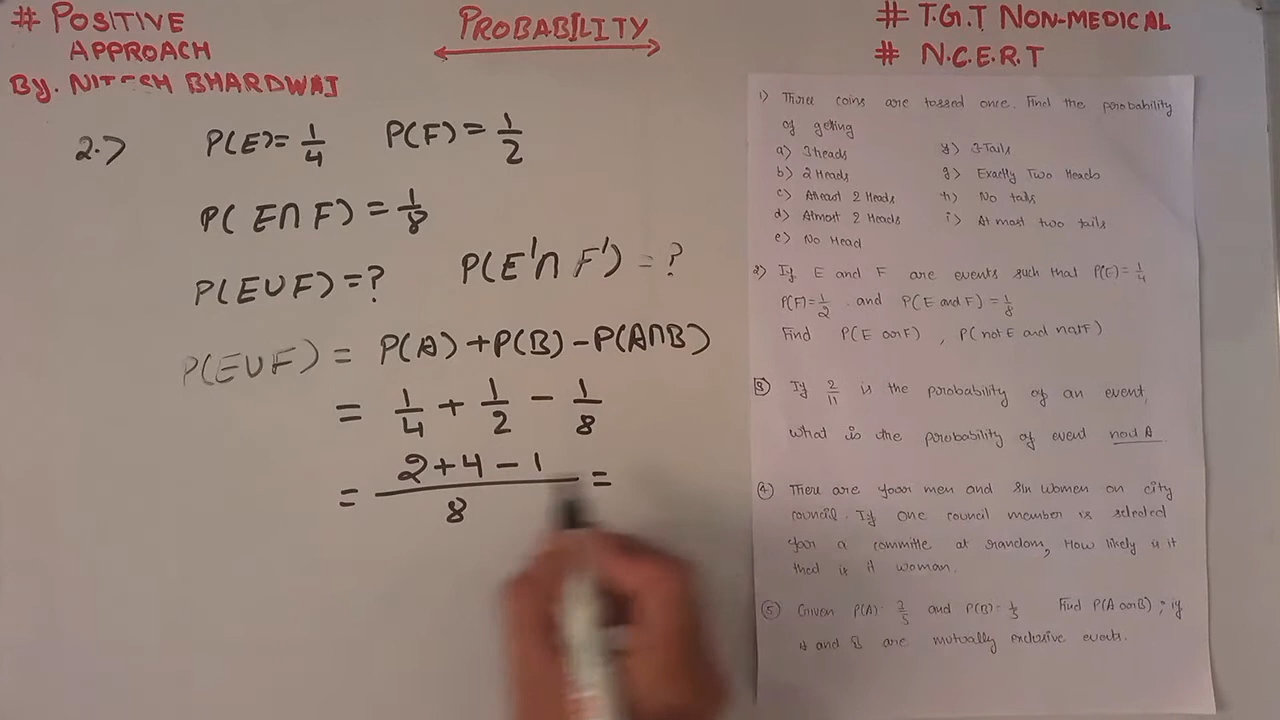 # POSITIVE
APPROACH
By. NITESH BHARDWAJ
PROBABILITY
# T.G.T NON-MEDICAL
# N.C.E.R.T
2.) P(E)= 1/4 P(F)= 1/2
P(E∩F)= 1/8
P(E∪F)=? P(E'∩F')=?
P(E∪F) = P(A)+P(B)-P(A∩B)
= 1/4 + 1/2 - 1/8
= 2+4-1/8 =
1) Three coins are tossed once. Find the probability
of geting
a) 3 heads
b) 2 Heads
c) Atleast 2 Heads
d) Atmost 2 Heads
e) No Head
f) 3 Tails
g) Exactly Two Heads
h) No tails
i) At most two tails
2) If E and F are events such that P(E)= 1/4
P(F)= 1/2 and P(E and F)= 1/8
Find P(E or F), P(not E and not F)
3) If 2/11 is the probability of an event,
what is the probability of event not A
4) There are four men and six women on city
council. If one council member is selected
for a committe at random, How likely is it
that is it woman.
5) Given P(A)= 3/5 and P(B)= 1/5 Find P(A or B); if
A and B are mutually exclusive events.